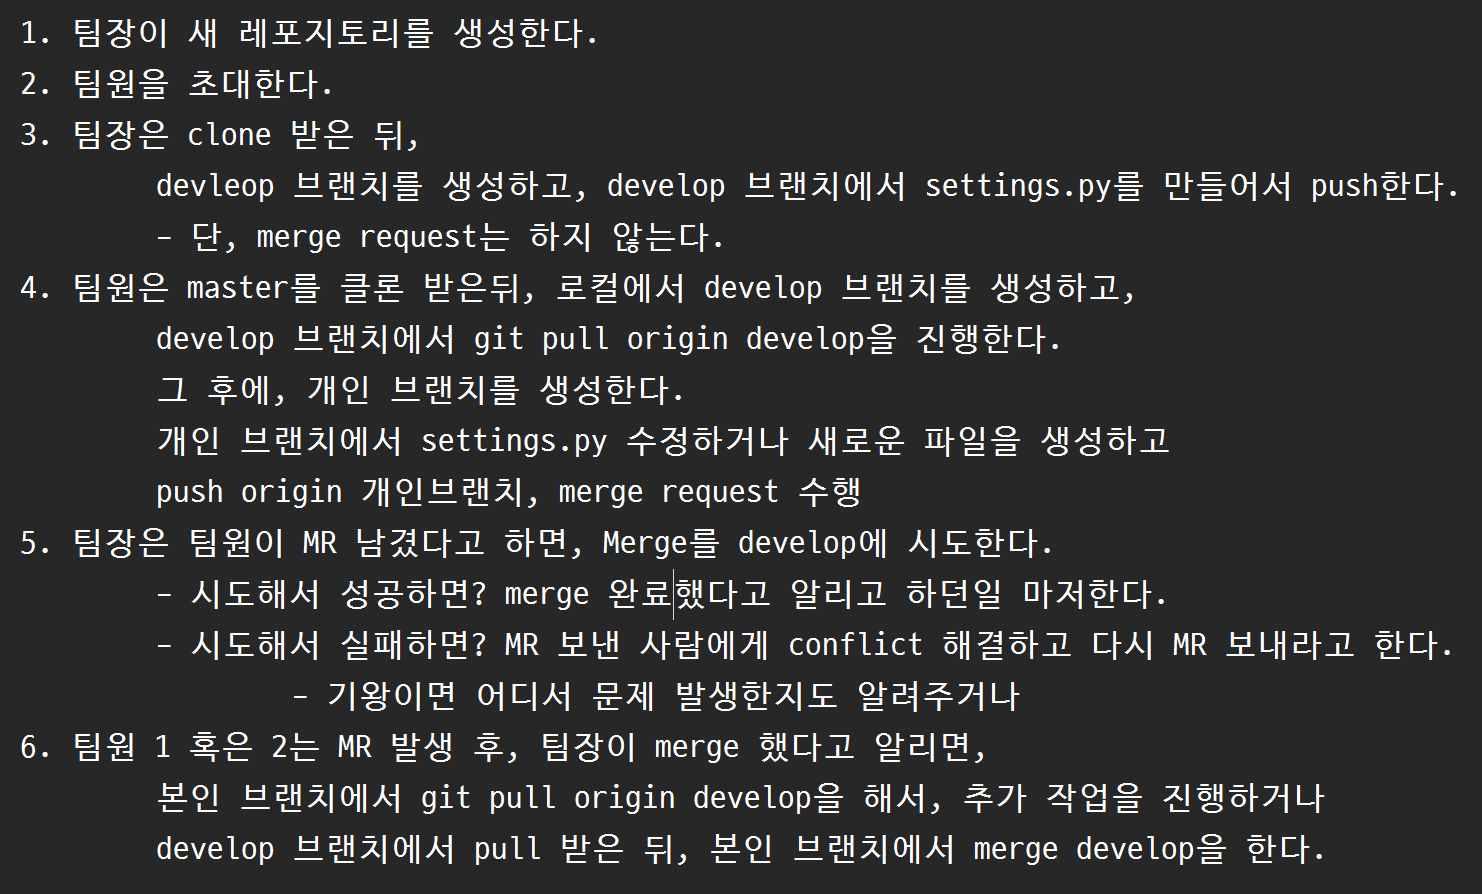 1. 팀장이 새 레포지토리를 생성한다.
2. 팀원을 초대한다.
3. 팀장은 clone 받은 뒤,
devleop 브랜치를 생성하고, develop 브랜치에서 settings.py를 만들어서 push한다.
- 단, merge request는 하지 않는다.
4. 팀원은 master를 클론 받은뒤, 로컬에서 develop 브랜치를 생성하고,
develop 브랜치에서 git pull origin develop을 진행한다.
그 후에, 개인 브랜치를 생성한다.
개인 브랜치에서 settings.py 수정하거나 새로운 파일을 생성하고
push origin 개인브랜치, merge request 수행
5. 팀장은 팀원이 MR 남겼다고 하면, Merge를 develop에 시도한다.
- 시도해서 성공하면? merge 완료했다고 알리고 하던일 마저한다.
- 시도해서 실패하면? MR 보낸 사람에게 conflict 해결하고 다시 MR 보내라고 한다.
- 기왕이면 어디서 문제 발생한지도 알려주거나
6. 팀원 1 혹은 2는 MR 발생 후, 팀장이 merge 했다고 알리면,
본인 브랜치에서 git pull origin develop을 해서, 추가 작업을 진행하거나
develop 브랜치에서 pull 받은 뒤, 본인 브랜치에서 merge develop을 한다.